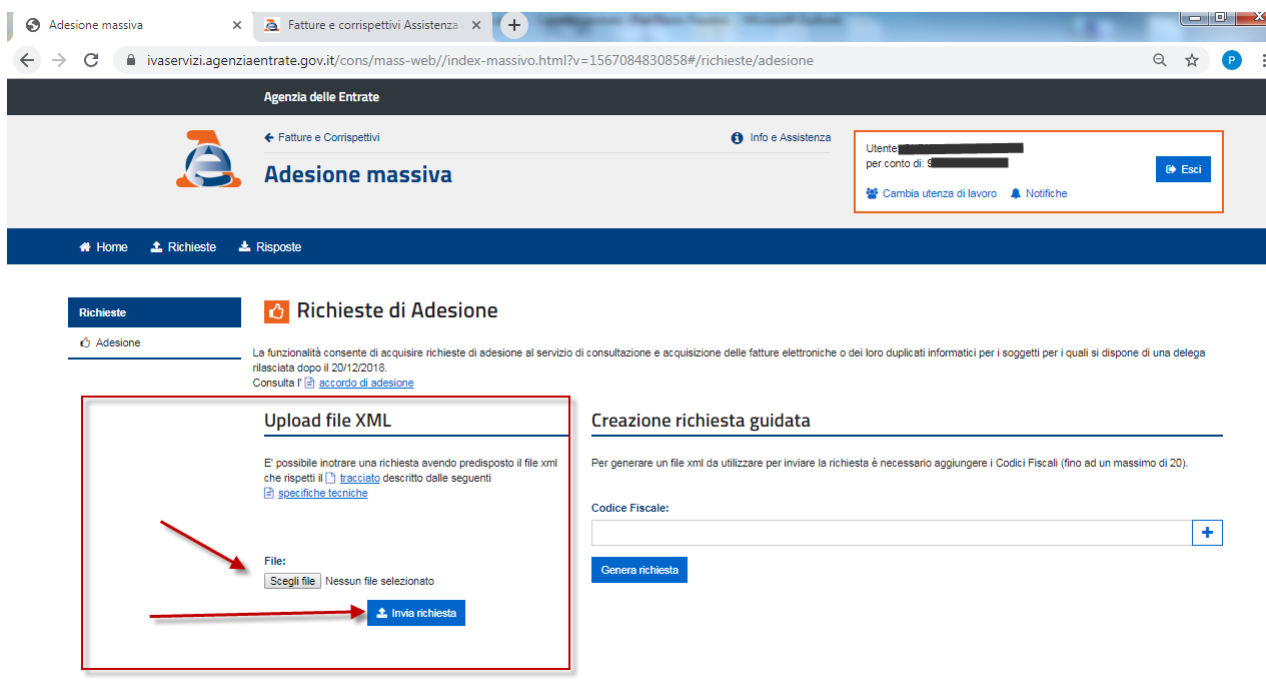 Adesione massiva
Fatture e corrispettivi Assistenza
ivaservizi.agenziaentrate.gov.it/cons/mass-web//index-massivo.html?v=1567084830858#/richieste/adesione
P
Agenzia delle Entrate
Fatture e Corrispettivi
Info e Assistenza
Adesione massiva
Utente:
per conto di: 9
Esci
Cambia utenza di lavoro
Notifiche
Home
Richieste
Risposte
Richieste
Adesione
Richieste di Adesione
La funzionalità consente di acquisire richieste di adesione al servizio di consultazione e acquisizione delle fatture elettroniche o dei loro duplicati informatici per i soggetti per i quali si dispone di una delega
rilasciata dopo il 20/12/2018.
Consulta l' accordo di adesione
Upload file XML
E' possibile inotrare una richiesta avendo predisposto il file xml
che rispetti il tracciato descritto dalle seguenti
specifiche tecniche
File:
Scegli file Nessun file selezionato
Invia richiesta
Creazione richiesta guidata
Per generare un file xml da utilizzare per inviare la richiesta è necessario aggiungere i Codici Fiscali (fino ad un massimo di 20).
Codice Fiscale:
+
Genera richiesta